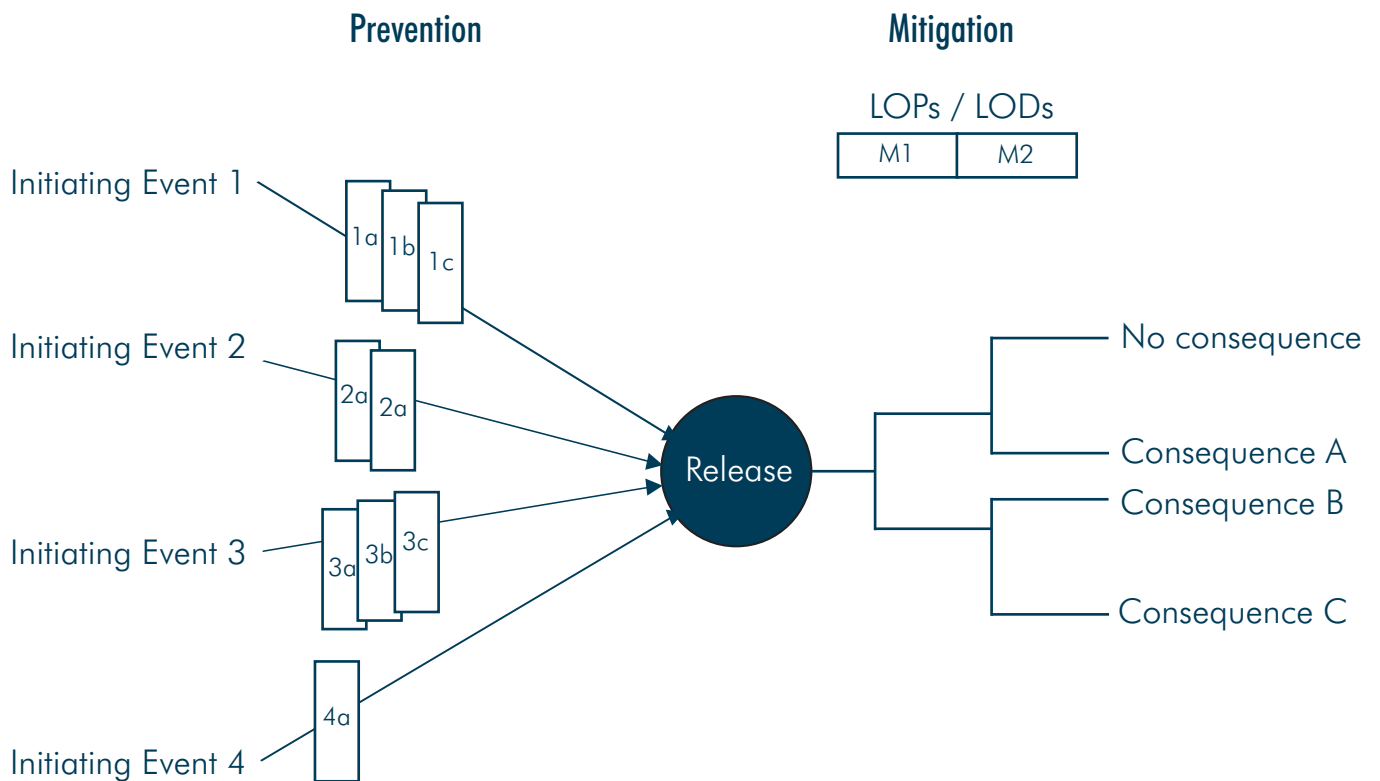 Prevention
Mitigation
LOPs / LODs
M1
M2
Initiating Event 1
1a
1b
1c
Initiating Event 2
2a
2a
Initiating Event 3
3a
3b
3c
Initiating Event 4
4a
Release
No consequence
Consequence A
Consequence B
Consequence C